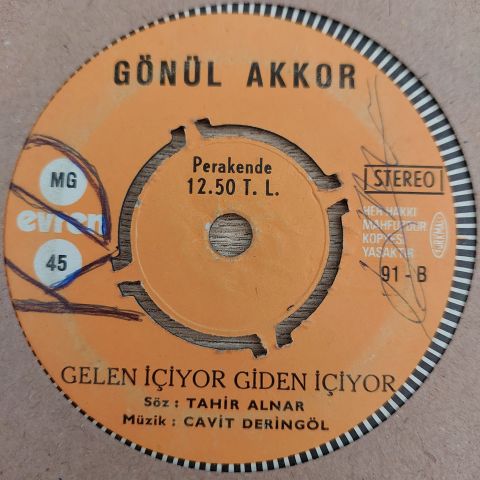 GÖNÜL AKKOR
Perakende
12.50 T. L.
MG
evren
45
STEREO
HER HAKKI
MAHFUZDUR
KOPYESİ
YASAKTIR
91 - B
GELEN İÇİYOR GİDEN İÇİYOR
Söz : TAHİR ALNAR
Müzik : CAVİT DERİNGÖL